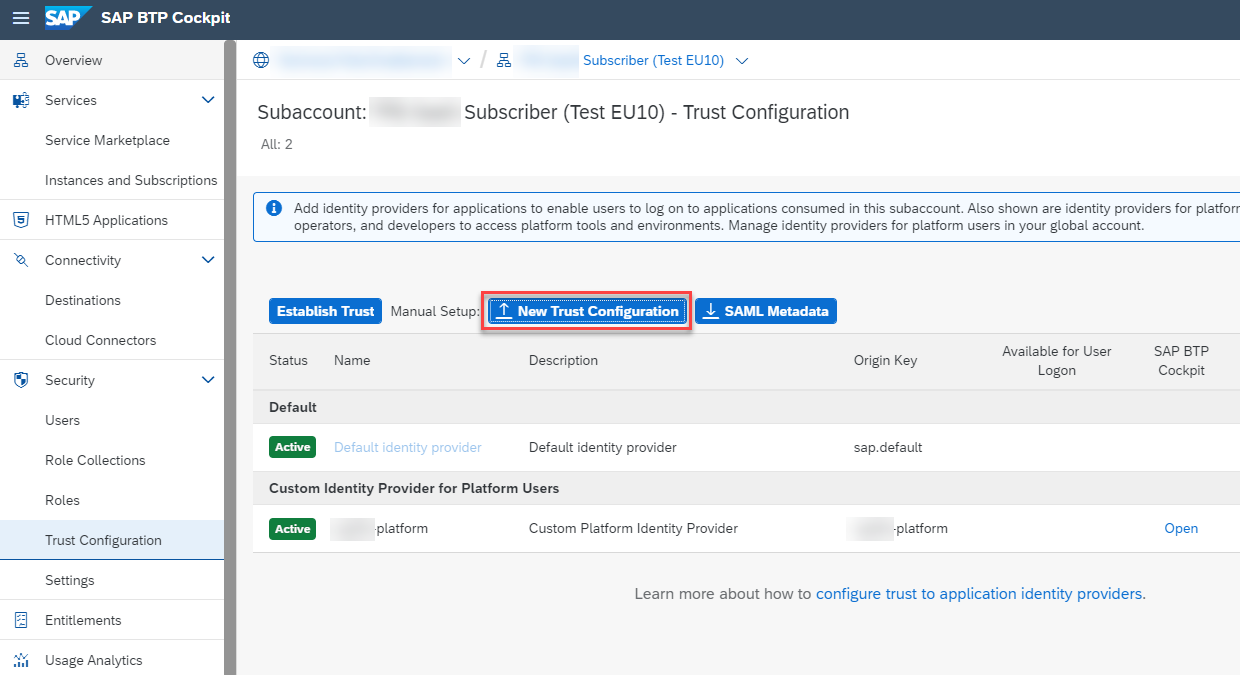 SAP SAP BTP Cockpit
Overview
Services
Service Marketplace
Instances and Subscriptions
HTML5 Applications
Connectivity
Destinations
Cloud Connectors
Security
Users
Role Collections
Roles
Trust Configuration
Settings
Entitlements
Usage Analytics
/ Subscriber (Test EU10)
Subaccount: Subscriber (Test EU10) - Trust Configuration
All: 2
Add identity providers for applications to enable users to log on to applications consumed in this subaccount. Also shown are identity providers for platfor
operators, and developers to access platform tools and environments. Manage identity providers for platform users in your global account.
Establish Trust Manual Setup: New Trust Configuration SAML Metadata
Status Name Description Origin Key Available for User Logon SAP BTP Cockpit
Default
Active Default identity provider Default identity provider sap.default
Custom Identity Provider for Platform Users
Active -platform Custom Platform Identity Provider -platform Open
Learn more about how to configure trust to application identity providers.